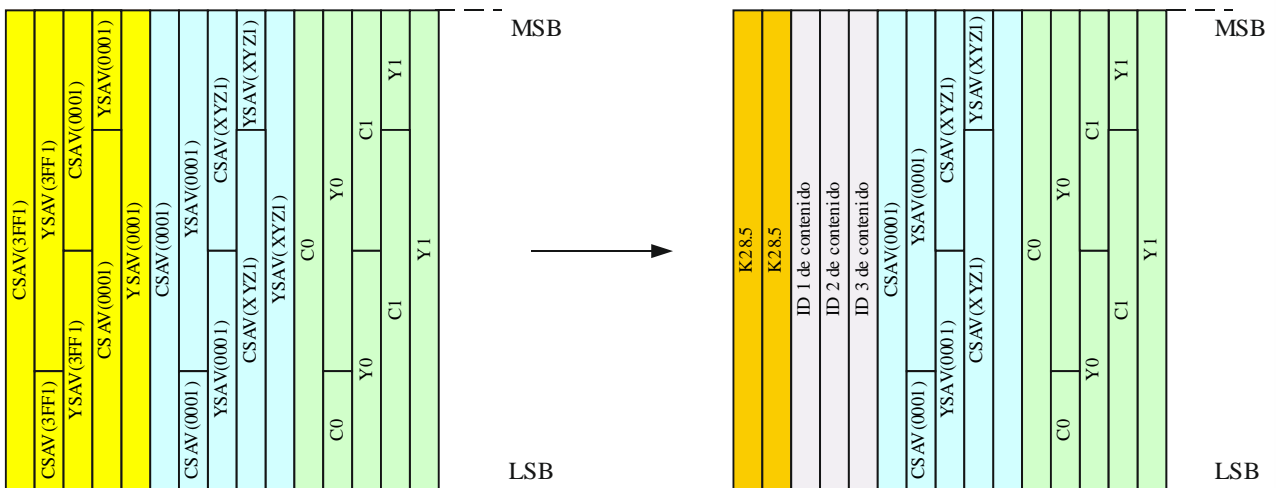 CSAV(3FF1)
YSAV(3FF1)
CSAV(3FF1)
CSAV(0001)
YSAV(3FF1)
YSAV(0001)
CSAV(0001)
YSAV(0001)
CSAV(0001)
YSAV(0001)
CSAV(0001)
CSAV(XYZ1)
YSAV(0001)
YSAV(XYZ1)
CSAV(XYZ1)
YSAV(XYZ1)
C0
Y0
C0
C1
Y0
Y1
C1
Y1
MSB
LSB
K28.5
K28.5
ID 1 de contenido
ID 2 de contenido
ID 3 de contenido
CSAV(0001)
YSAV(0001)
CSAV(0001)
CSAV(XYZ1)
YSAV(0001)
YSAV(XYZ1)
CSAV(XYZ1)
C0
Y0
C0
C1
Y0
Y1
C1
Y1
MSB
LSB